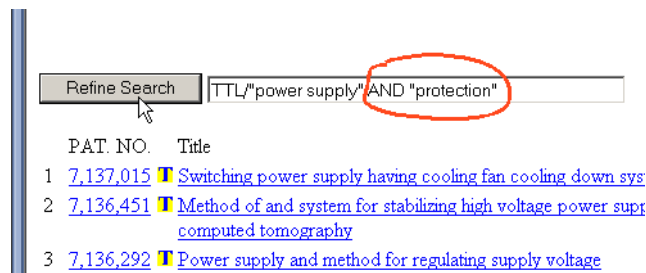 Refine Search TTL/"power supply" AND "protection"
PAT. NO. Title
1 7,137,015 T Switching power supply having cooling fan cooling down
2 7,136,451 T Method of and system for stabilizing high voltage power
computed tomography
3 7,136,292 T Power supply and method for regulating supply voltage